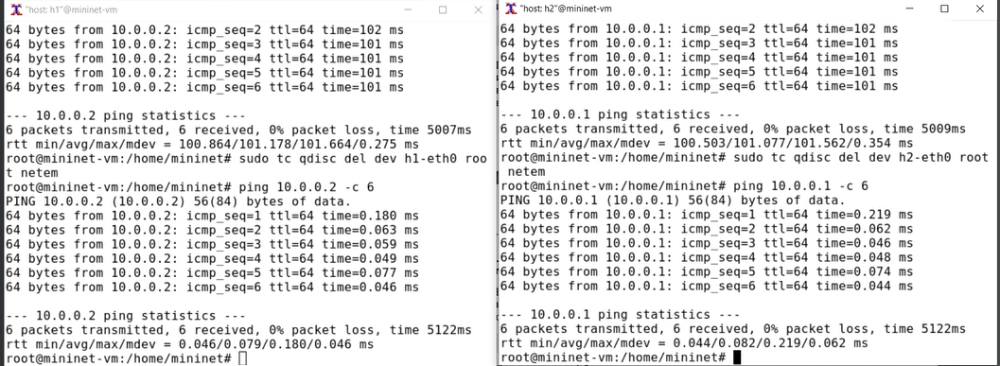 "host: h1"@mininet-vm
64 bytes from 10.0.0.2: icmp_seq=2 ttl=64 time=102 ms
64 bytes from 10.0.0.2: icmp_seq=3 ttl=64 time=101 ms
64 bytes from 10.0.0.2: icmp_seq=4 ttl=64 time=101 ms
64 bytes from 10.0.0.2: icmp_seq=5 ttl=64 time=101 ms
64 bytes from 10.0.0.2: icmp_seq=6 ttl=64 time=101 ms
--- 10.0.0.2 ping statistics ---
6 packets transmitted, 6 received, 0% packet loss, time 5007ms
rtt min/avg/max/mdev = 100.864/101.178/101.664/0.275 ms
root@mininet-vm:/home/mininet# sudo tc qdisc del dev h1-eth0 roo
t netem
root@mininet-vm:/home/mininet# ping 10.0.0.2 -c 6
PING 10.0.0.2 (10.0.0.2) 56(84) bytes of data.
64 bytes from 10.0.0.2: icmp_seq=1 ttl=64 time=0.180 ms
64 bytes from 10.0.0.2: icmp_seq=2 ttl=64 time=0.063 ms
64 bytes from 10.0.0.2: icmp_seq=3 ttl=64 time=0.059 ms
64 bytes from 10.0.0.2: icmp_seq=4 ttl=64 time=0.049 ms
64 bytes from 10.0.0.2: icmp_seq=5 ttl=64 time=0.077 ms
64 bytes from 10.0.0.2: icmp_seq=6 ttl=64 time=0.046 ms
--- 10.0.0.2 ping statistics ---
6 packets transmitted, 6 received, 0% packet loss, time 5122ms
rtt min/avg/max/mdev = 0.046/0.079/0.180/0.046 ms
root@mininet-vm:/home/mininet#
"host: h2"@mininet-vm
64 bytes from 10.0.0.1: icmp_seq=2 ttl=64 time=102 ms
64 bytes from 10.0.0.1: icmp_seq=3 ttl=64 time=101 ms
64 bytes from 10.0.0.1: icmp_seq=4 ttl=64 time=101 ms
64 bytes from 10.0.0.1: icmp_seq=5 ttl=64 time=101 ms
64 bytes from 10.0.0.1: icmp_seq=6 ttl=64 time=101 ms
--- 10.0.0.1 ping statistics ---
6 packets transmitted, 6 received, 0% packet loss, time 5009ms
rtt min/avg/max/mdev = 100.503/101.077/101.562/0.354 ms
root@mininet-vm:/home/mininet# sudo tc qdisc del dev h2-eth0 root
 netem
root@mininet-vm:/home/mininet# ping 10.0.0.1 -c 6
PING 10.0.0.1 (10.0.0.1) 56(84) bytes of data.
64 bytes from 10.0.0.1: icmp_seq=1 ttl=64 time=0.219 ms
64 bytes from 10.0.0.1: icmp_seq=2 ttl=64 time=0.062 ms
64 bytes from 10.0.0.1: icmp_seq=3 ttl=64 time=0.046 ms
64 bytes from 10.0.0.1: icmp_seq=4 ttl=64 time=0.048 ms
64 bytes from 10.0.0.1: icmp_seq=5 ttl=64 time=0.074 ms
64 bytes from 10.0.0.1: icmp_seq=6 ttl=64 time=0.044 ms
--- 10.0.0.1 ping statistics ---
6 packets transmitted, 6 received, 0% packet loss, time 5122ms
rtt min/avg/max/mdev = 0.044/0.082/0.219/0.062 ms
root@mininet-vm:/home/mininet#